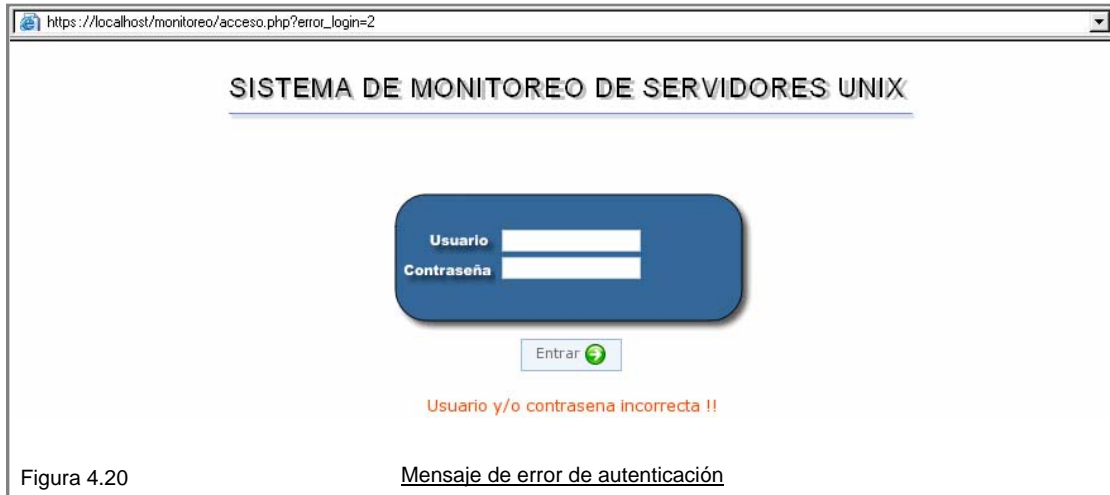 https://localhost/monitoreo/acceso.php?error_login=2
SISTEMA DE MONITOREO DE SERVIDORES UNIX
Usuario
Contraseña
Entrar
Usuario y/o contrasena incorrecta !!
Figura 4.20 Mensaje de error de autenticación